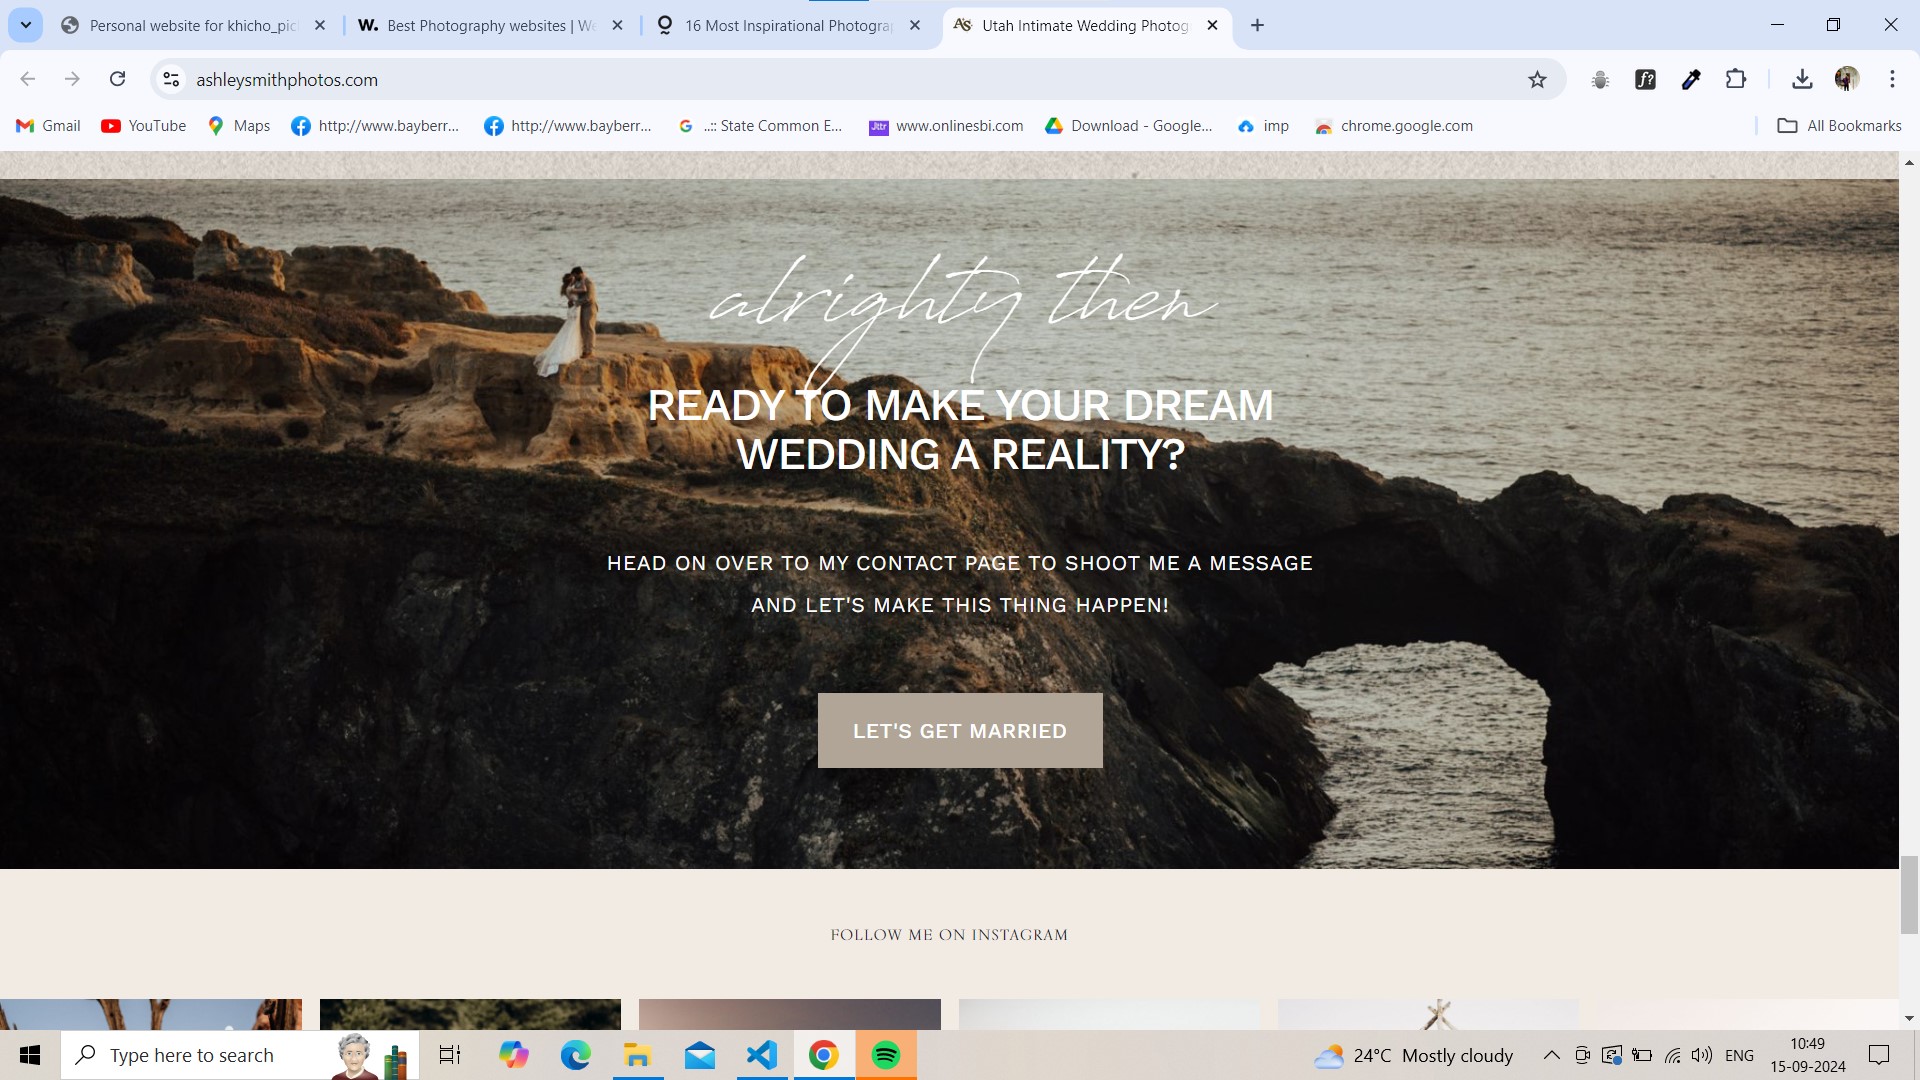 Personal website for khicho_pic
W. Best Photography websites | W
16 Most Inspirational Photogra
AS Utah Intimate Wedding Photog
ashleysmithphotos.com
f?
Gmail YouTube Maps http://www.bayberr... http://www.bayberr... ..:: State Common E... www.onlinesbi.com Download - Google... imp chrome.google.com All Bookmarks
alrighty then
READY TO MAKE YOUR DREAM
WEDDING A REALITY?
HEAD ON OVER TO MY CONTACT PAGE TO SHOOT ME A MESSAGE
AND LET'S MAKE THIS THING HAPPEN!
LET'S GET MARRIED
FOLLOW ME ON INSTAGRAM
Type here to search
24°C Mostly cloudy
ENG
10:49
15-09-2024